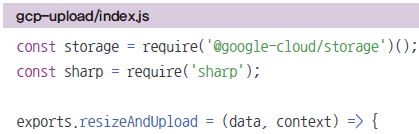 gcp-upload/index.js
const storage = require('@google-cloud/storage')();
const sharp = require('sharp');
exports.resizeAndUpload = (data, context) => {